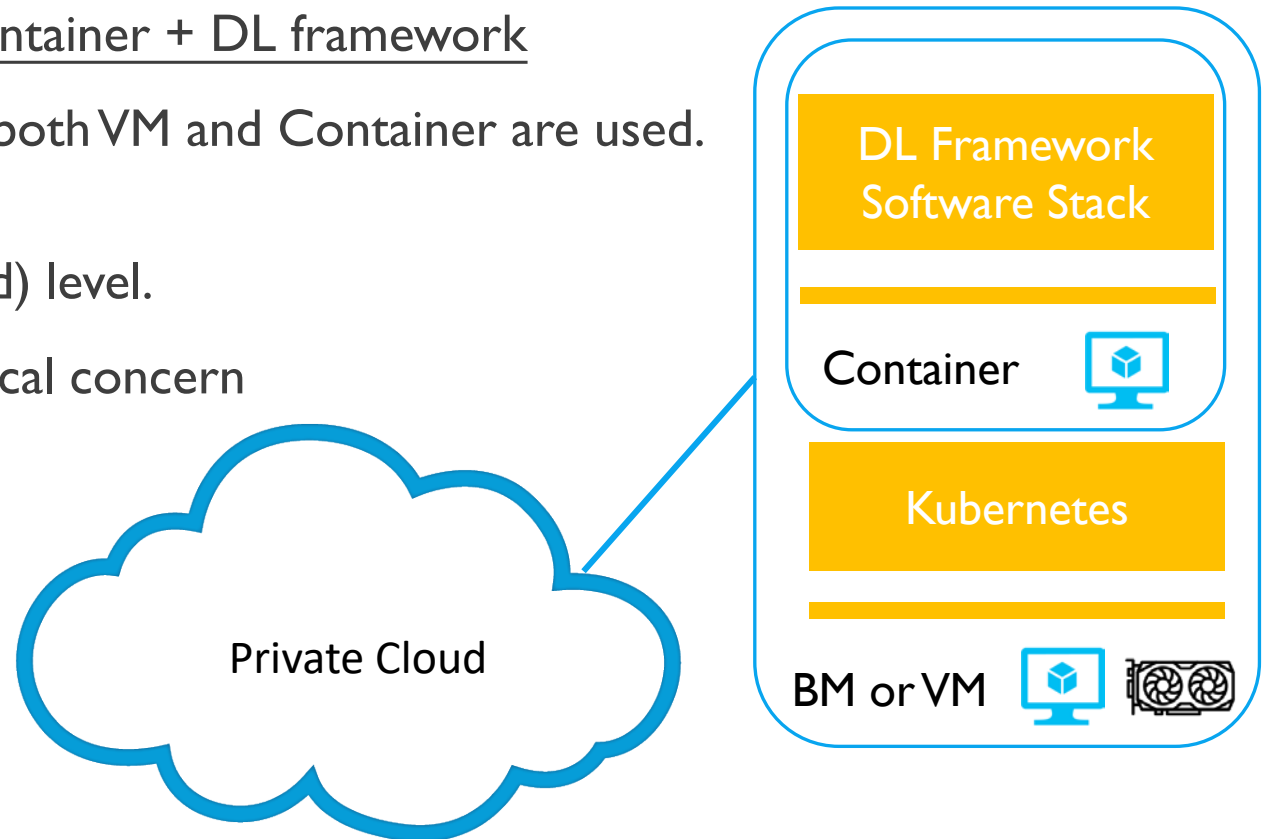 ntainer + DL framework
both VM and Container are used.
d) level.
cal concern
DL Framework
Software Stack
Container
Kubernetes
Private Cloud
BM or VM